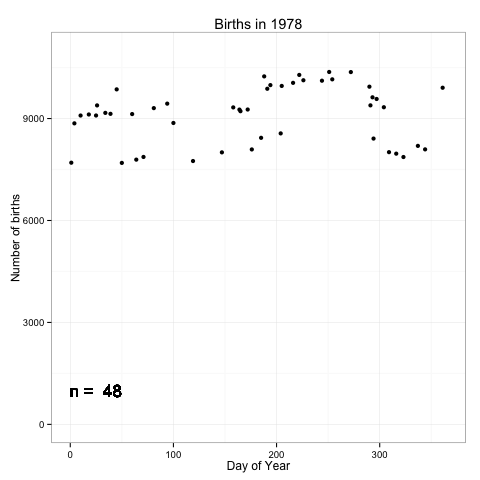 Births in 1978
Number of births
9000
6000
3000
0
n = 48
0 100 200 300
Day of Year